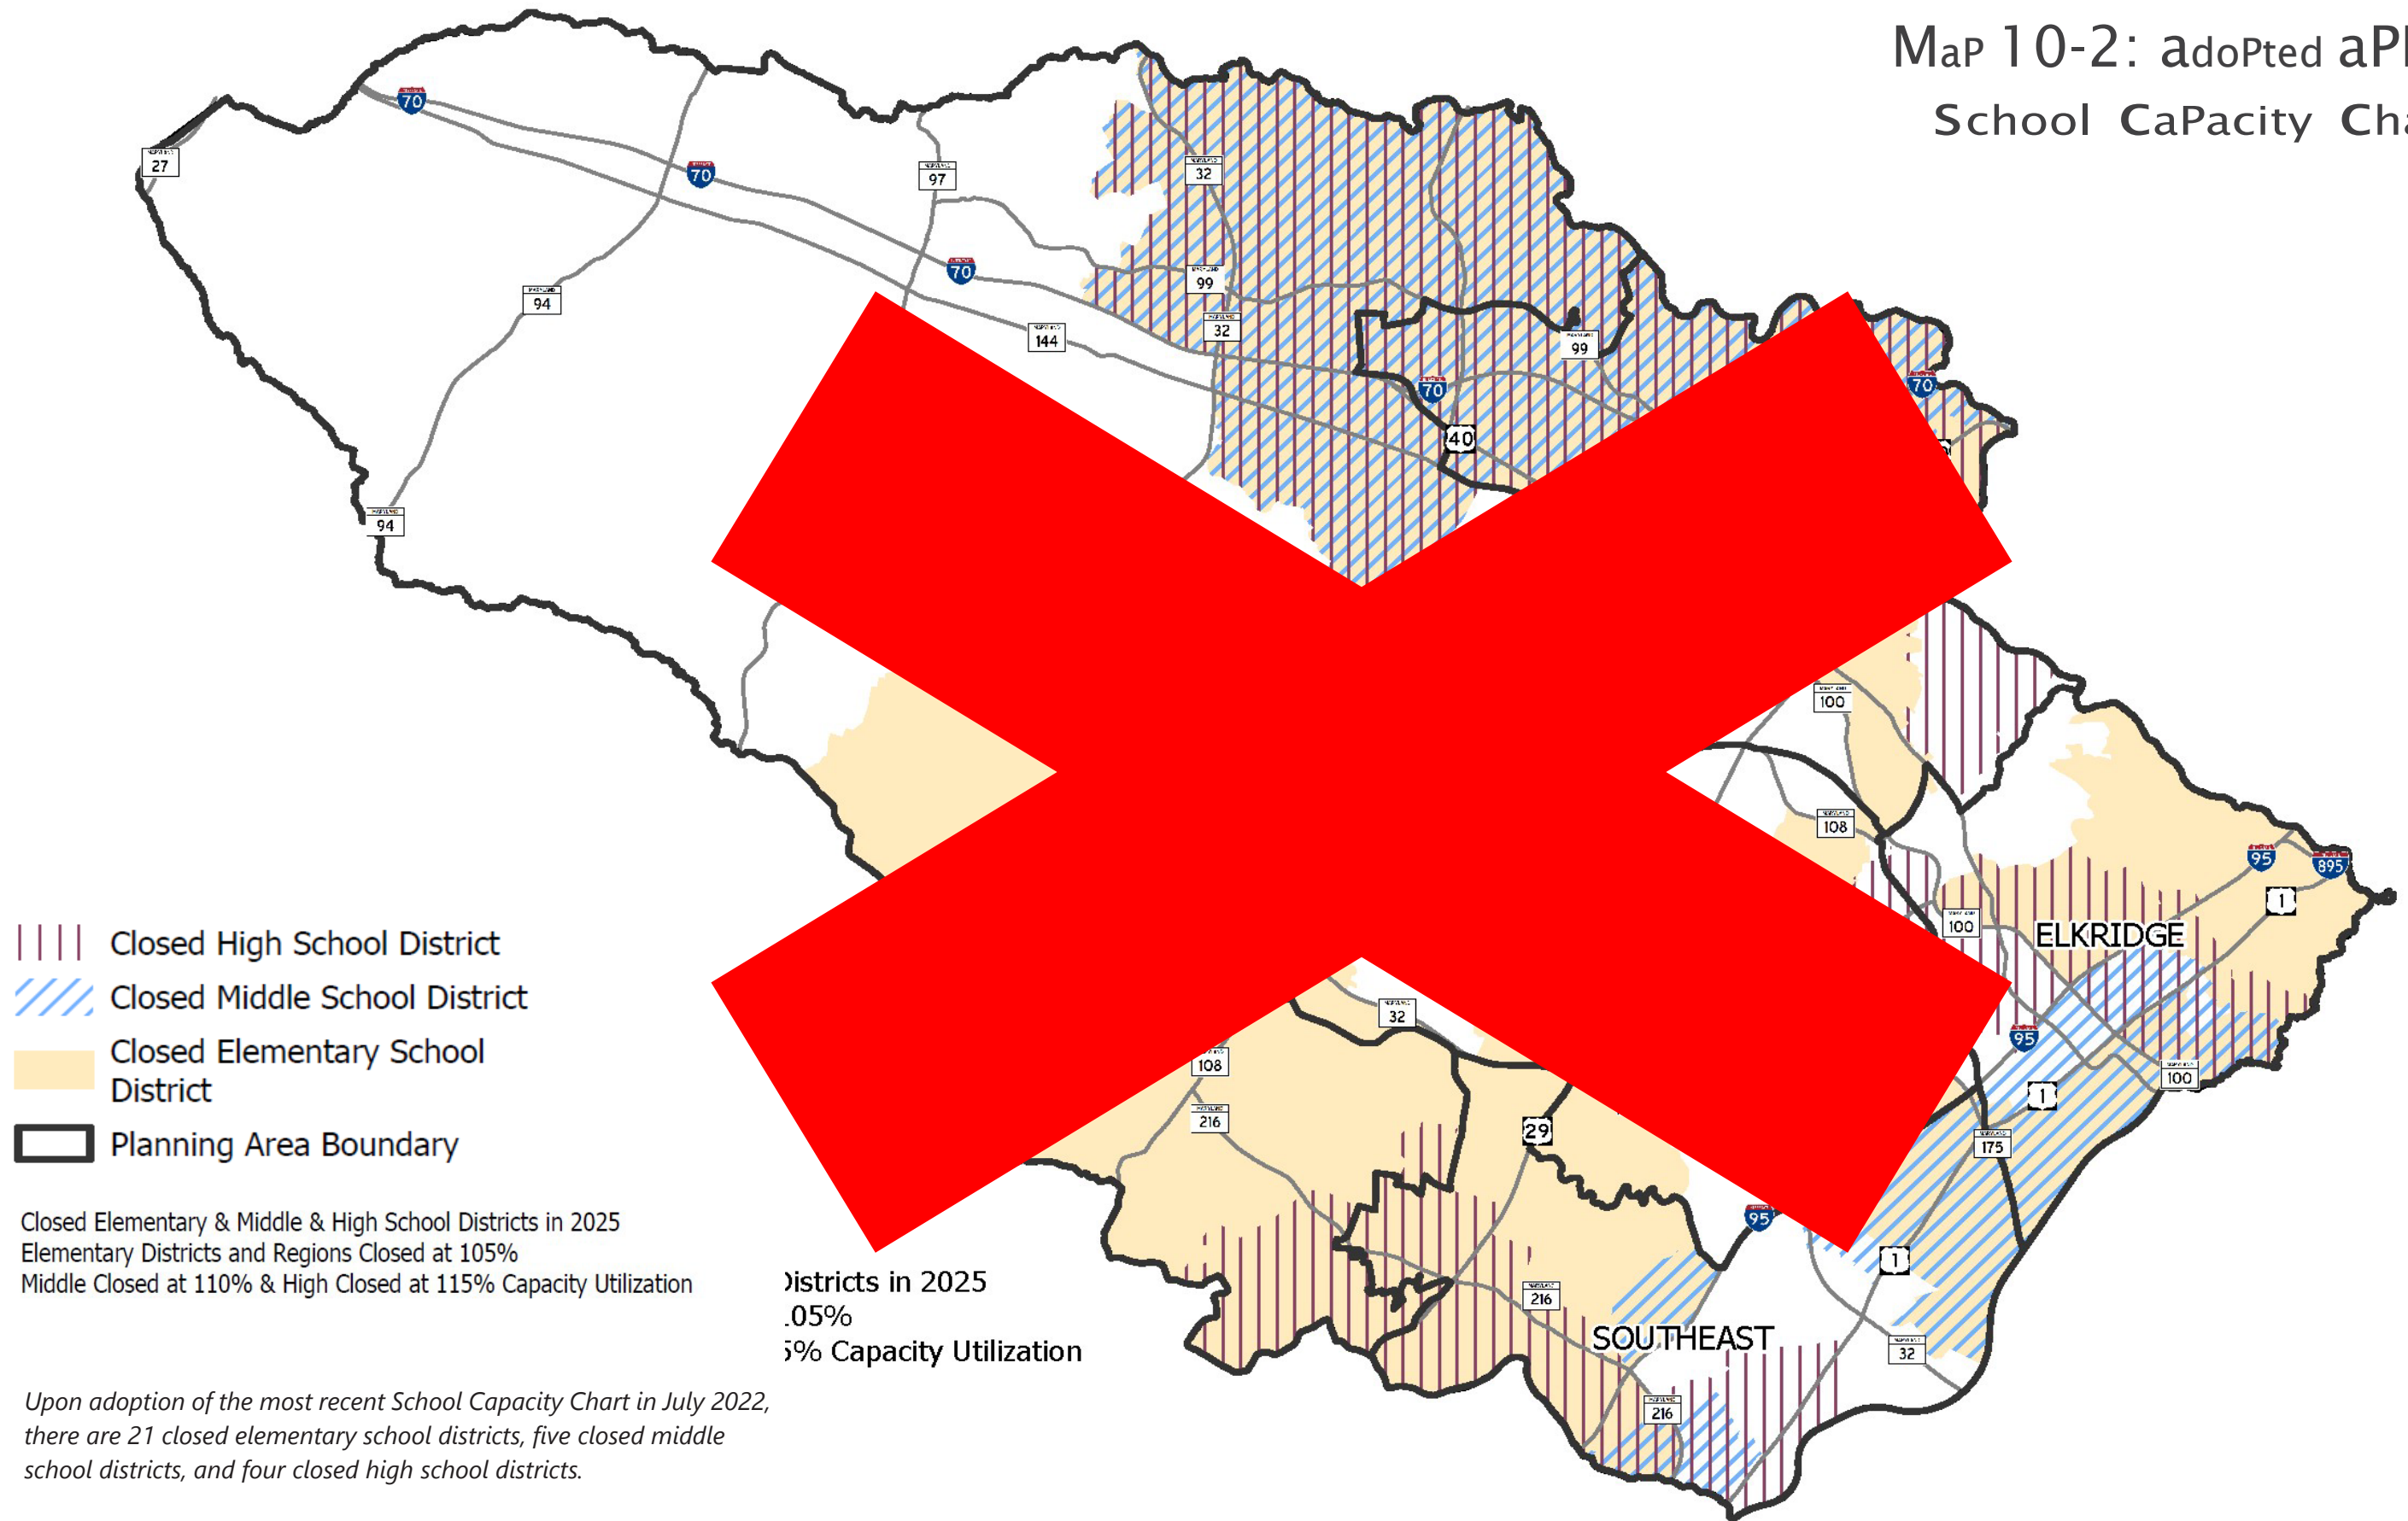 MaP 10-2: adoPted aP
School CaPacity Cha
70
27
70
97
32
70
99
94
32
144
99
70
70
40
94
100
108
95
895
1
100
ELKRIDGE
32
95
108
100
1
216
29
175
95
1
216
SOUTHEAST
32
216
Closed High School District
Closed Middle School District
Closed Elementary School
District
Planning Area Boundary
Closed Elementary & Middle & High School Districts in 2025
Elementary Districts and Regions Closed at 105%
Middle Closed at 110% & High Closed at 115% Capacity Utilization
Districts in 2025
105%
5% Capacity Utilization
Upon adoption of the most recent School Capacity Chart in July 2022,
there are 21 closed elementary school districts, five closed middle
school districts, and four closed high school districts.